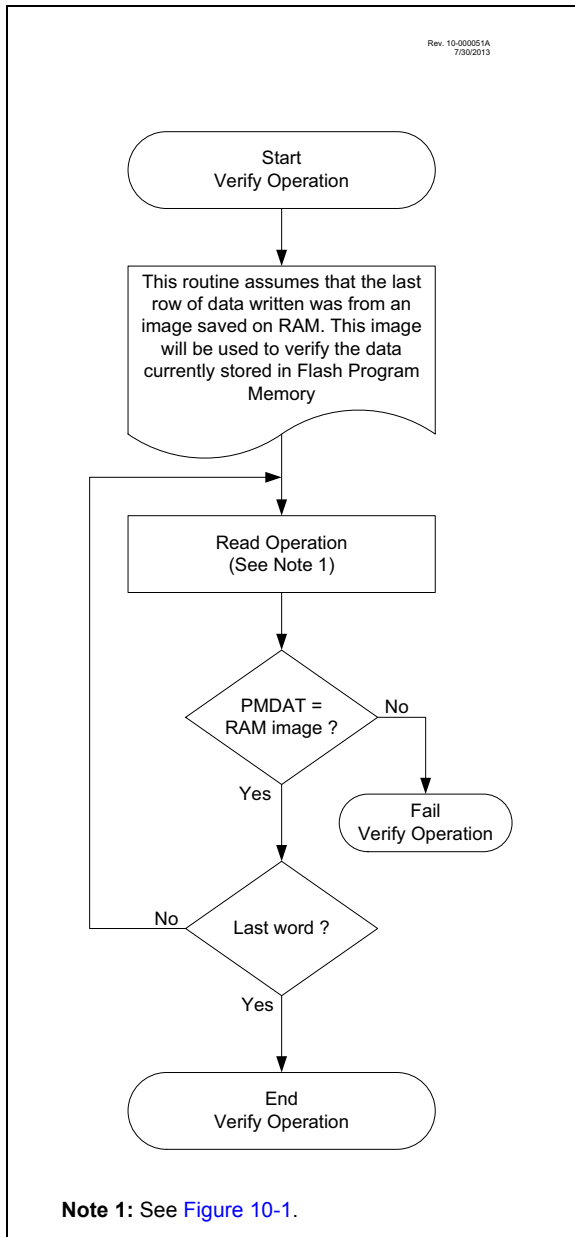 Rev. 10-000051A
7/30/2013
Start
Verify Operation
This routine assumes that the last
row of data written was from an
image saved on RAM. This image
will be used to verify the data
currently stored in Flash Program
Memory
Read Operation
(See Note 1)
PMDAT =
RAM image ?
No
Yes
Fail
Verify Operation
Last word ?
No
Yes
End
Verify Operation
Note 1: See Figure 10-1.